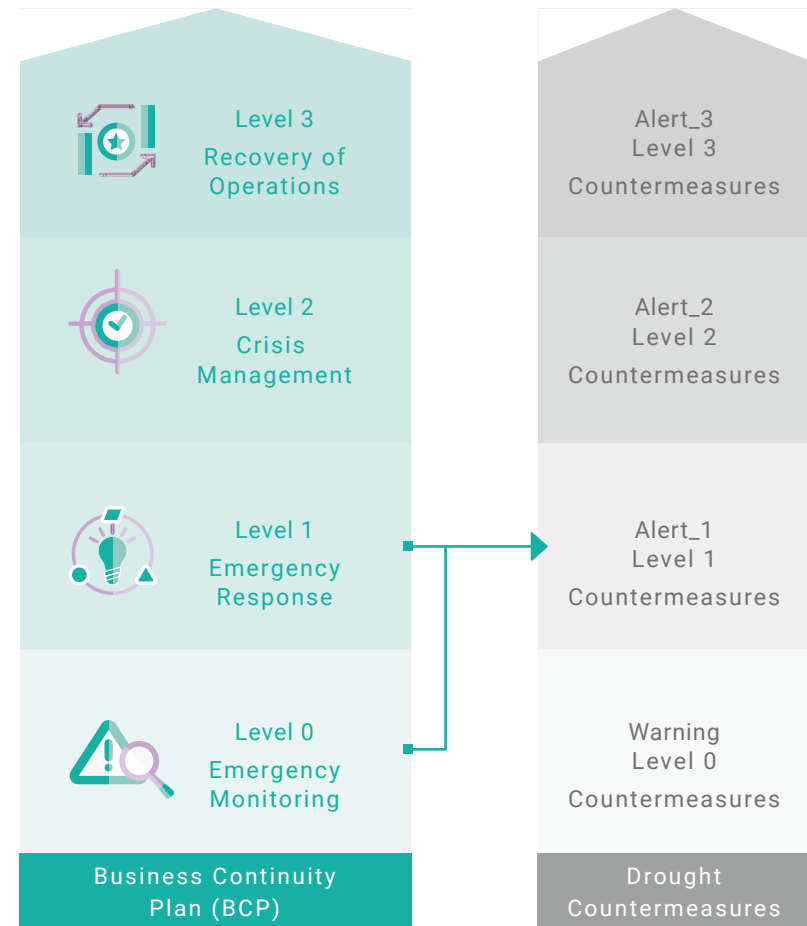 Level 3
Recovery of
Operations
Level 2
Crisis
Management
Level 1
Emergency
Response
Level 0
Emergency
Monitoring
Business Continuity
Plan (BCP)
Alert_3
Level 3
Countermeasures
Alert_2
Level 2
Countermeasures
Alert_1
Level 1
Countermeasures
Warning
Level 0
Countermeasures
Drought
Countermeasures